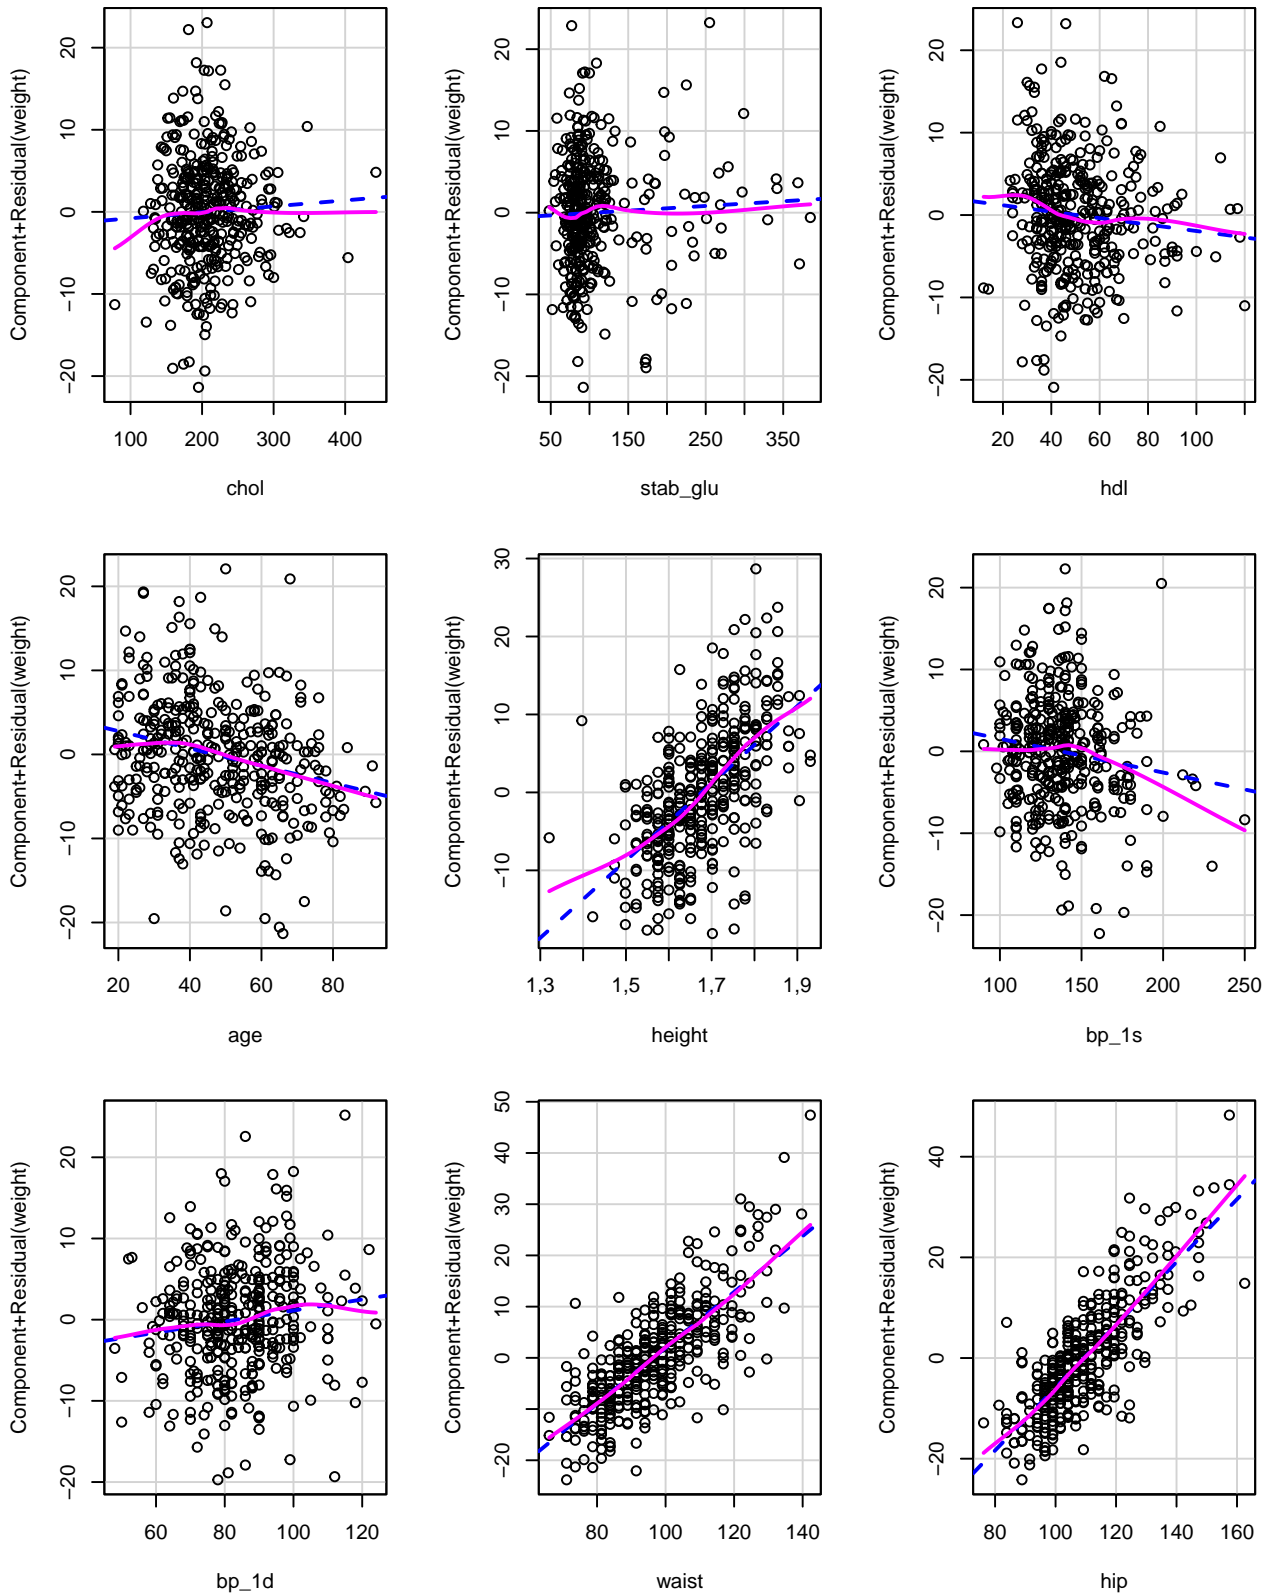 Component+Residual(weight)
−20 −10 0 10 20
100 200 300 400
chol
Component+Residual(weight)
−20 −10 0 10 20
50 100 150 250 350
stab_glu
Component+Residual(weight)
−20 −10 0 10 20
20 40 60 80 100
hdl
Component+Residual(weight)
−20 −10 0 10 20
20 40 60 80
age
Component+Residual(weight)
−10 0 10 20 30
1,3 1,5 1,7 1,9
height
Component+Residual(weight)
−20 −10 0 10 20
100 150 200 250
bp_1s
Component+Residual(weight)
−20 −10 0 10 20
60 80 100 120
bp_1d
Component+Residual(weight)
−20 0 10 20 30 40 50
80 100 120 140
waist
Component+Residual(weight)
−20 0 20 40
80 100 120 140 160
hip